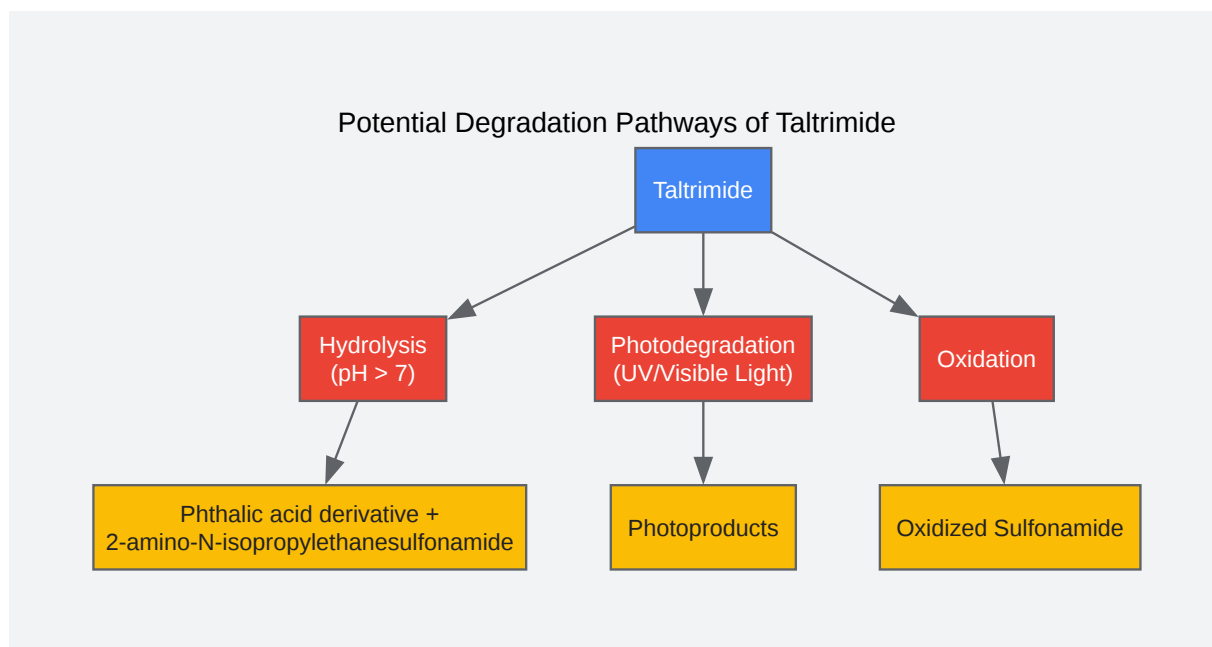 Potential Degradation Pathways of Taltrimide
Taltrimide
Hydrolysis
(pH > 7)
Photodegradation
(UV/Visible Light)
Oxidation
Phthalic acid derivative +
2-amino-N-isopropylethanesulfonamide
Photoproducts
Oxidized Sulfonamide